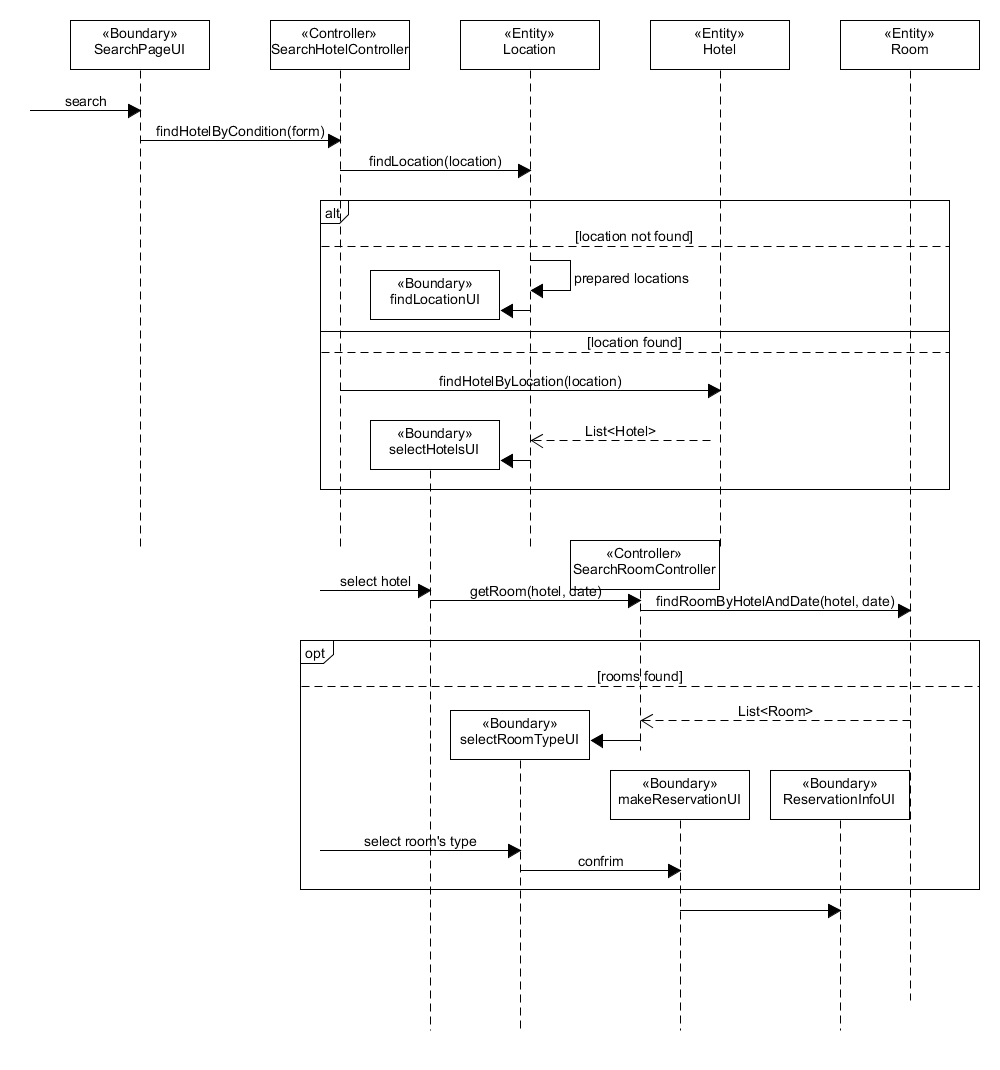 «Boundary»
SearchPageUI
«Controller»
SearchHotelController
«Entity»
Location
«Entity»
Hotel
«Entity»
Room
search
findHotelByCondition(form)
findLocation(location)
alt
[location not found]
prepared locations
«Boundary»
findLocationUI
[location found]
findHotelByLocation(location)
List<Hotel>
«Boundary»
selectHotelsUI
«Controller»
SearchRoomController
select hotel
getRoom(hotel, date)
findRoomByHotelAndDate(hotel, date)
opt
[rooms found]
List<Room>
«Boundary»
selectRoomTypeUI
«Boundary»
makeReservationUI
«Boundary»
ReservationInfoUI
select room's type
confrim